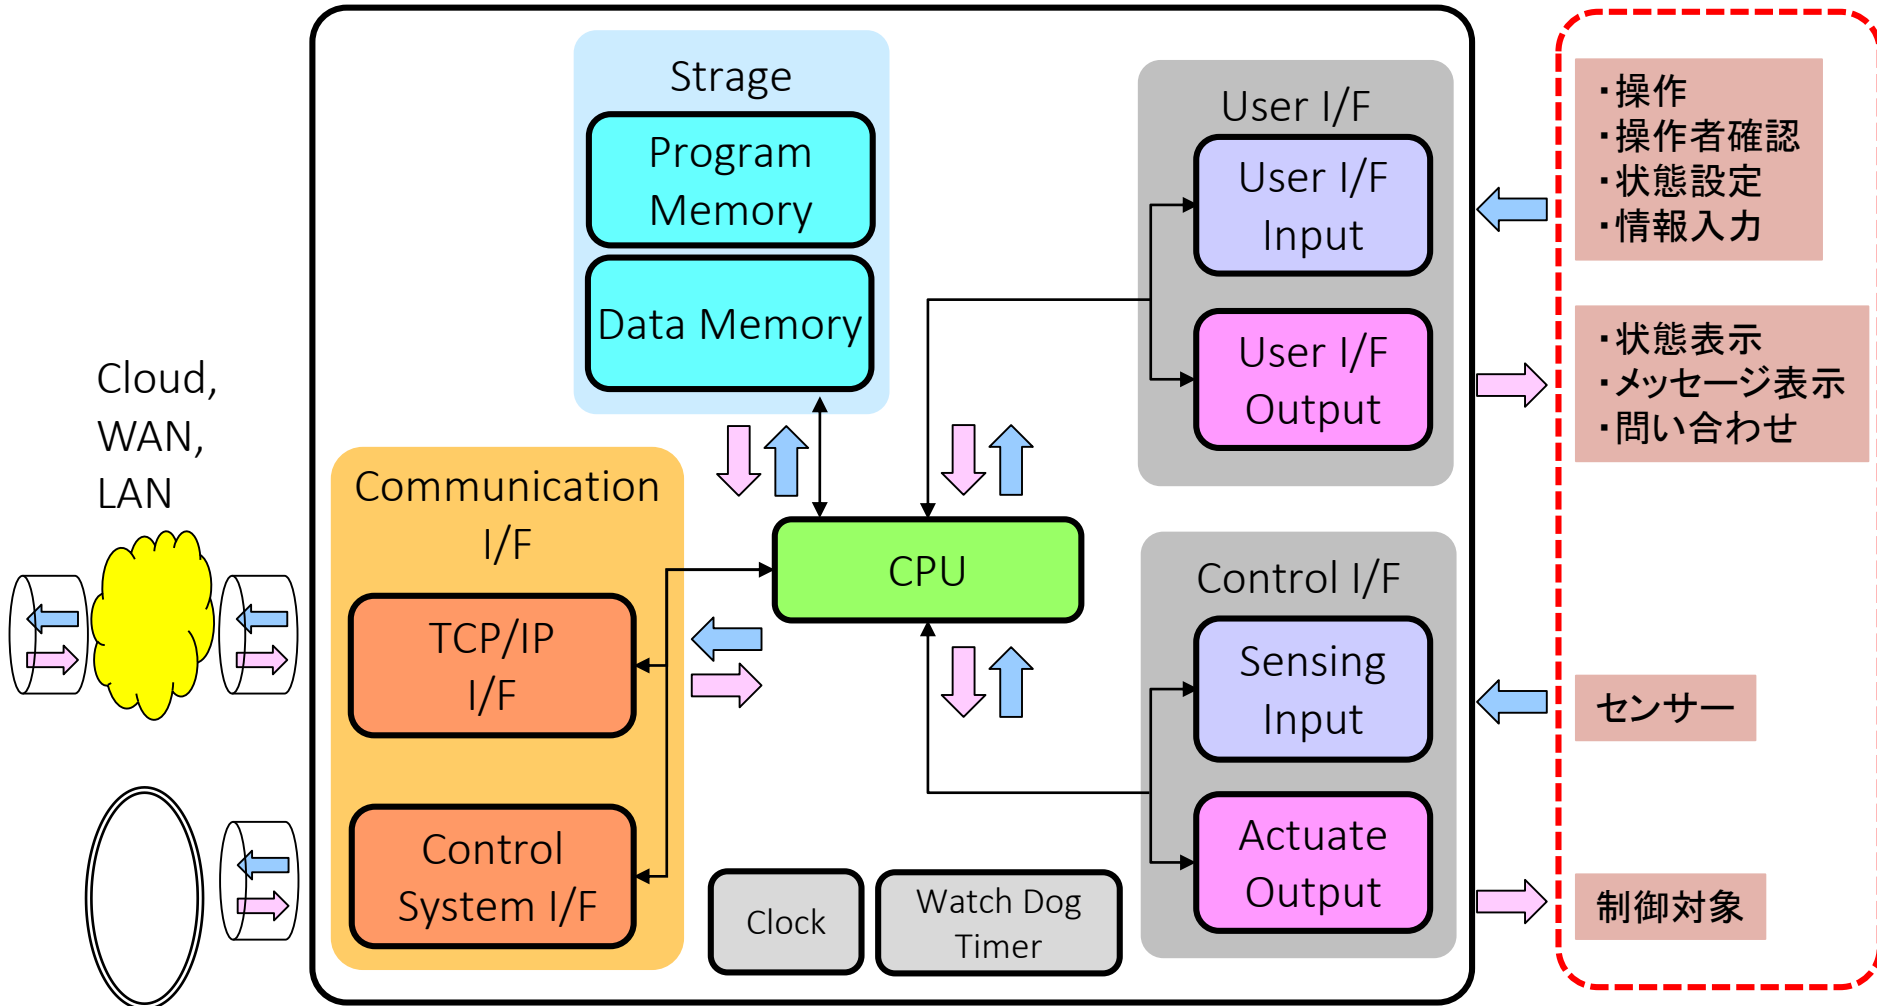 Strage
Program
Memory
Data Memory
User I/F
User I/F
Input
User I/F
Output
・操作
・操作者確認
・状態設定
・情報入力
・状態表示
・メッセージ表示
・問い合わせ
Cloud,
WAN,
LAN
Communication
I/F
TCP/IP
I/F
Control
System I/F
CPU
Control I/F
Sensing
Input
Actuate
Output
センサー
制御対象
Clock
Watch Dog
Timer